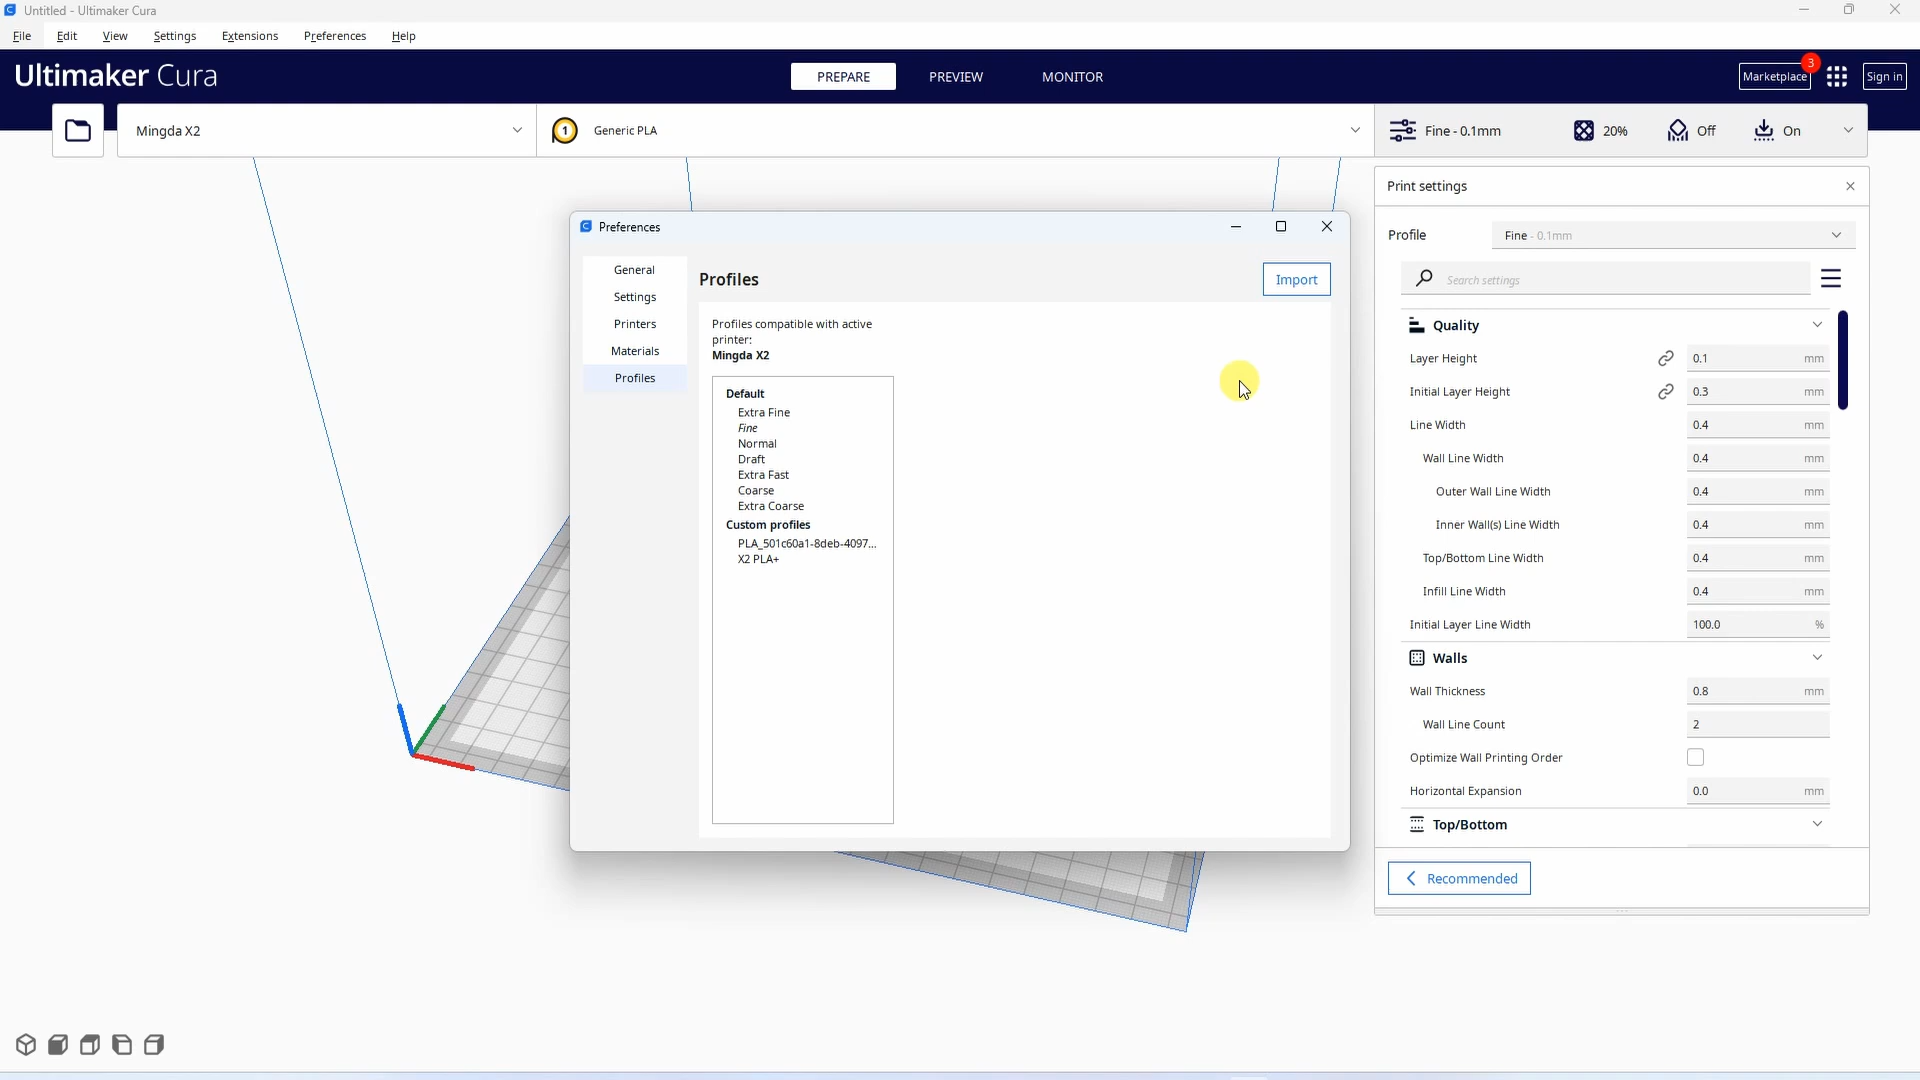 Untitled - Ultimaker Cura
File Edit View Settings Extensions Preferences Help
Ultimaker Cura
PREPARE PREVIEW MONITOR
Marketplace 3 Sign in
Mingda X2
1 Generic PLA
Fine - 0.1mm 20% Off On
Print settings
Profile Fine - 0.1mm
Search settings
Quality
Layer Height 0.1 mm
Initial Layer Height 0.3 mm
Line Width 0.4 mm
Wall Line Width 0.4 mm
Outer Wall Line Width 0.4 mm
Inner Wall(s) Line Width 0.4 mm
Top/Bottom Line Width 0.4 mm
Infill Line Width 0.4 mm
Initial Layer Line Width 100.0 %
Walls
Wall Thickness 0.8 mm
Wall Line Count 2
Optimize Wall Printing Order
Horizontal Expansion 0.0 mm
Top/Bottom
Recommended
Preferences
General
Settings
Printers
Materials
Profiles
Profiles
Import
Profiles compatible with active
printer:
Mingda X2
Default
Extra Fine
Fine
Normal
Draft
Extra Fast
Coarse
Extra Coarse
Custom profiles
PLA_501c60a1-8deb-4097...
X2 PLA+